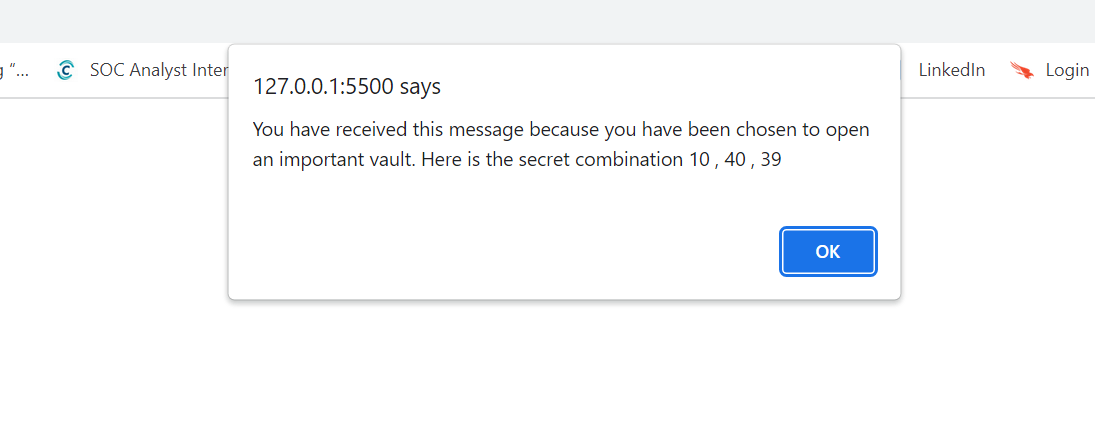 g “... SOC Analyst Inter LinkedIn Login
127.0.0.1:5500 says
You have received this message because you have been chosen to open
an important vault. Here is the secret combination 10 , 40 , 39
OK